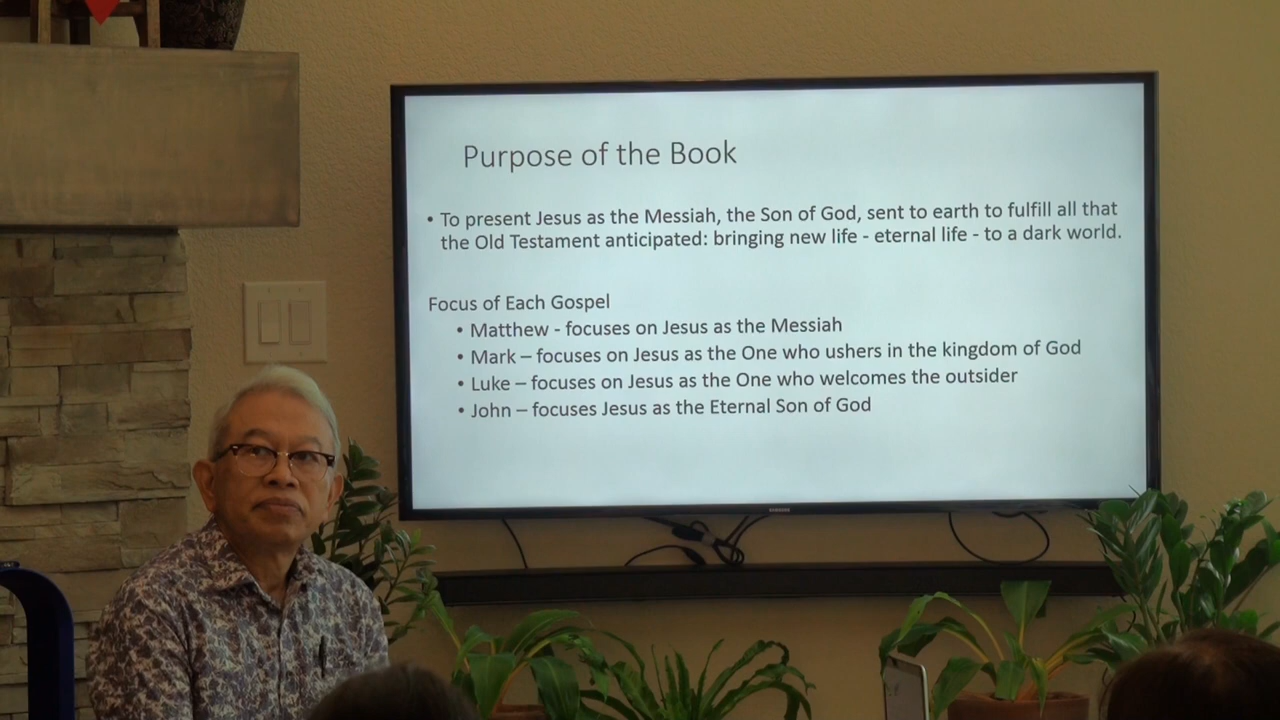 Purpose of the Book
• To present Jesus as the Messiah, the Son of God, sent to earth to fulfill all that
the Old Testament anticipated: bringing new life - eternal life - to a dark world.
Focus of Each Gospel
• Matthew - focuses on Jesus as the Messiah
• Mark – focuses on Jesus as the One who ushers in the kingdom of God
• Luke – focuses on Jesus as the One who welcomes the outsider
• John – focuses Jesus as the Eternal Son of God
SAMSUNG